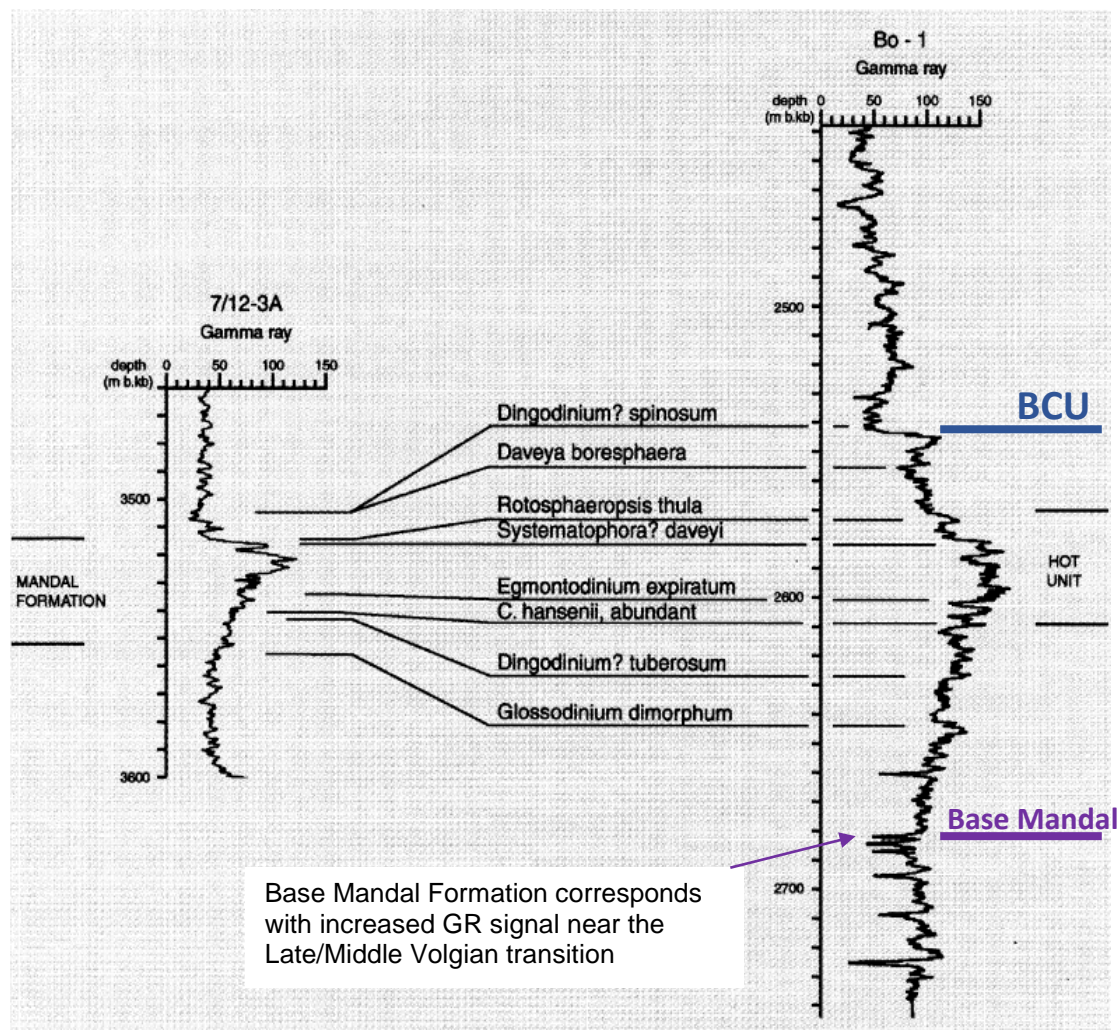 Bo - 1
Gamma ray
depth
(m b.kb)
0 50 100 150
2500
7/12-3A
Gamma ray
depth
(m b.kb)
0 50 100 150
BCU
Dingodinium? spinosum
Daveya boresphaera
3500
Rotosphaeropsis thula
Systematophora? daveyi
HOT
UNIT
MANDAL
FORMATION
Egmontodinium expiratum
2600
C. hansenii, abundant
Dingodinium? tuberosum
Glossodinium dimorphum
3600
Base Mandal
Base Mandal Formation corresponds
with increased GR signal near the
Late/Middle Volgian transition
2700